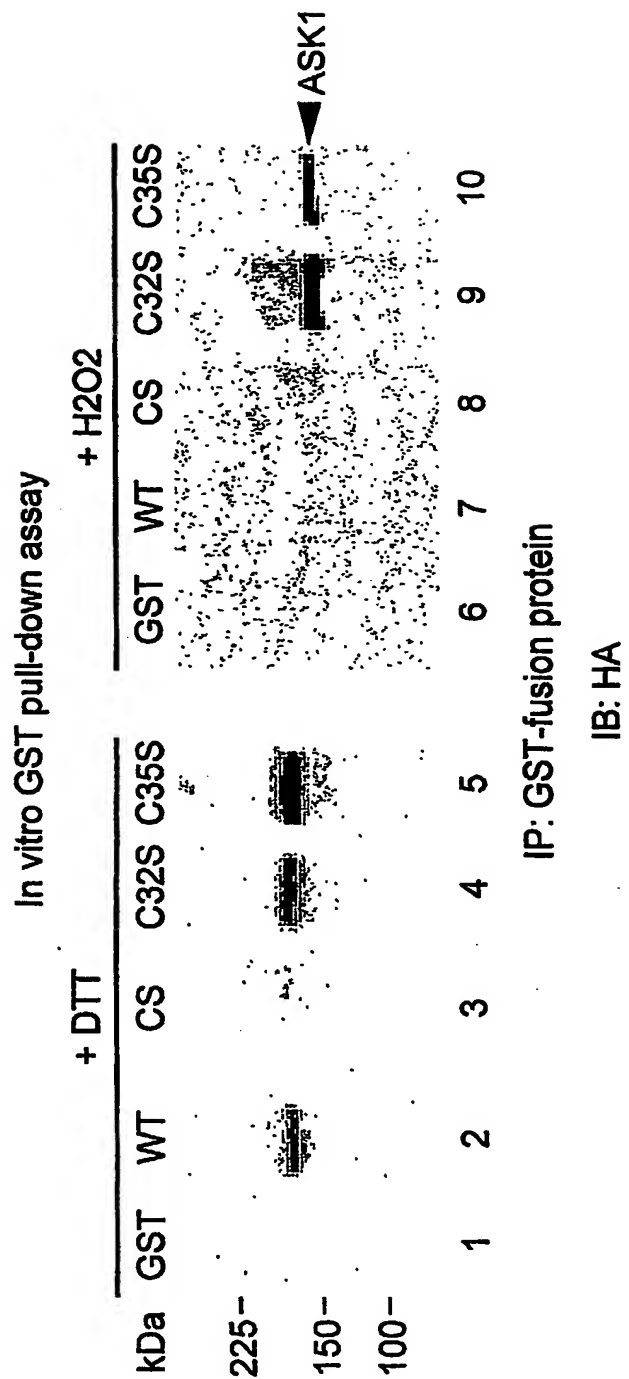 In vitro GST pull-down assay
+ DTT + H2O2
kDa GST WT CS C32S C35S GST WT CS C32S C35S
225-
ASK1
150-
100-
1 2 3 4 5 6 7 8 9 10
IP: GST-fusion protein
IB: HA